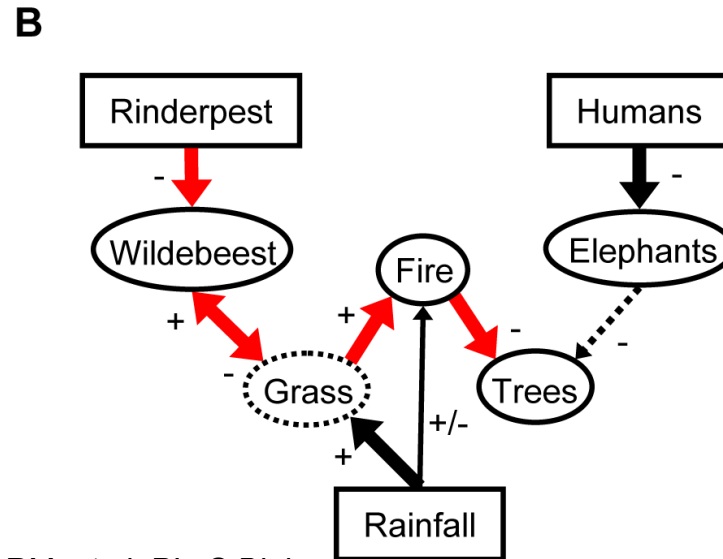 B
Rinderpest
Humans
-
-
Wildebeest
Fire
Elephants
+
+
-
-
-
Grass
Trees
+/-
+
Rainfall